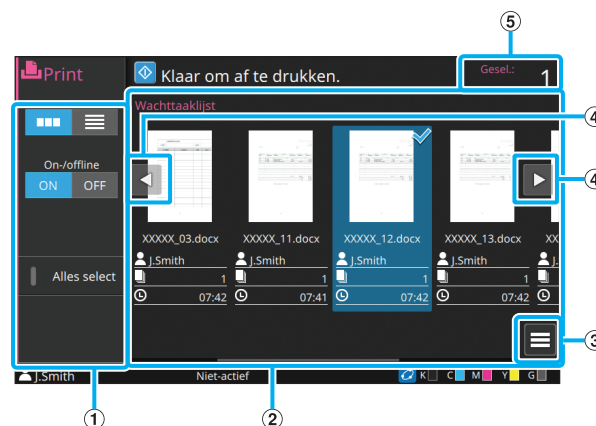 5
Print
Klaar om af te drukken.
Gesel.:
1
Wachttaaklijst
4
On-/offline
ON OFF
4
XXXXX_03.docx XXXXX_11.docx XXXXX_12.docx XXXXX_13.docx XX
J.Smith J.Smith J.Smith J.Smith J.
1 1 1 1
07:42 07:41 07:42 07:42
Alles select
3
J.Smith Niet-actief K C M Y G
1 2